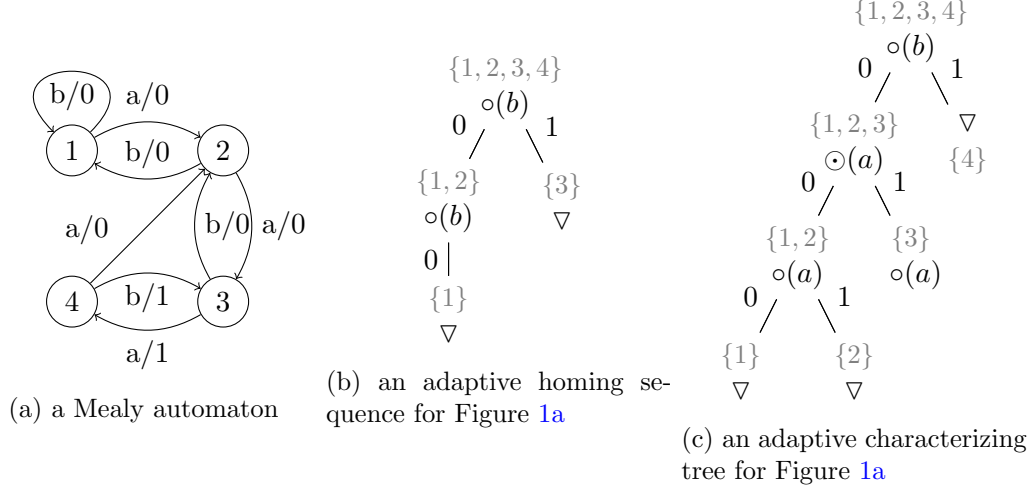 b/0
a/0
1
b/0
2
a/0
b/0
a/0
4
b/1
3
a/1
(a) a Mealy automaton
{1, 2, 3, 4}
∘(b)
0
1
{1, 2}
{3}
∘(b)
▽
0
{1}
▽
(b) an adaptive homing se-
quence for Figure 1a
{1, 2, 3, 4}
∘(b)
0
1
{1, 2, 3}
▽
⊙(a)
{4}
0
1
{1, 2}
{3}
∘(a)
∘(a)
0
1
{1}
{2}
▽
▽
(c) an adaptive characterizing
tree for Figure 1a